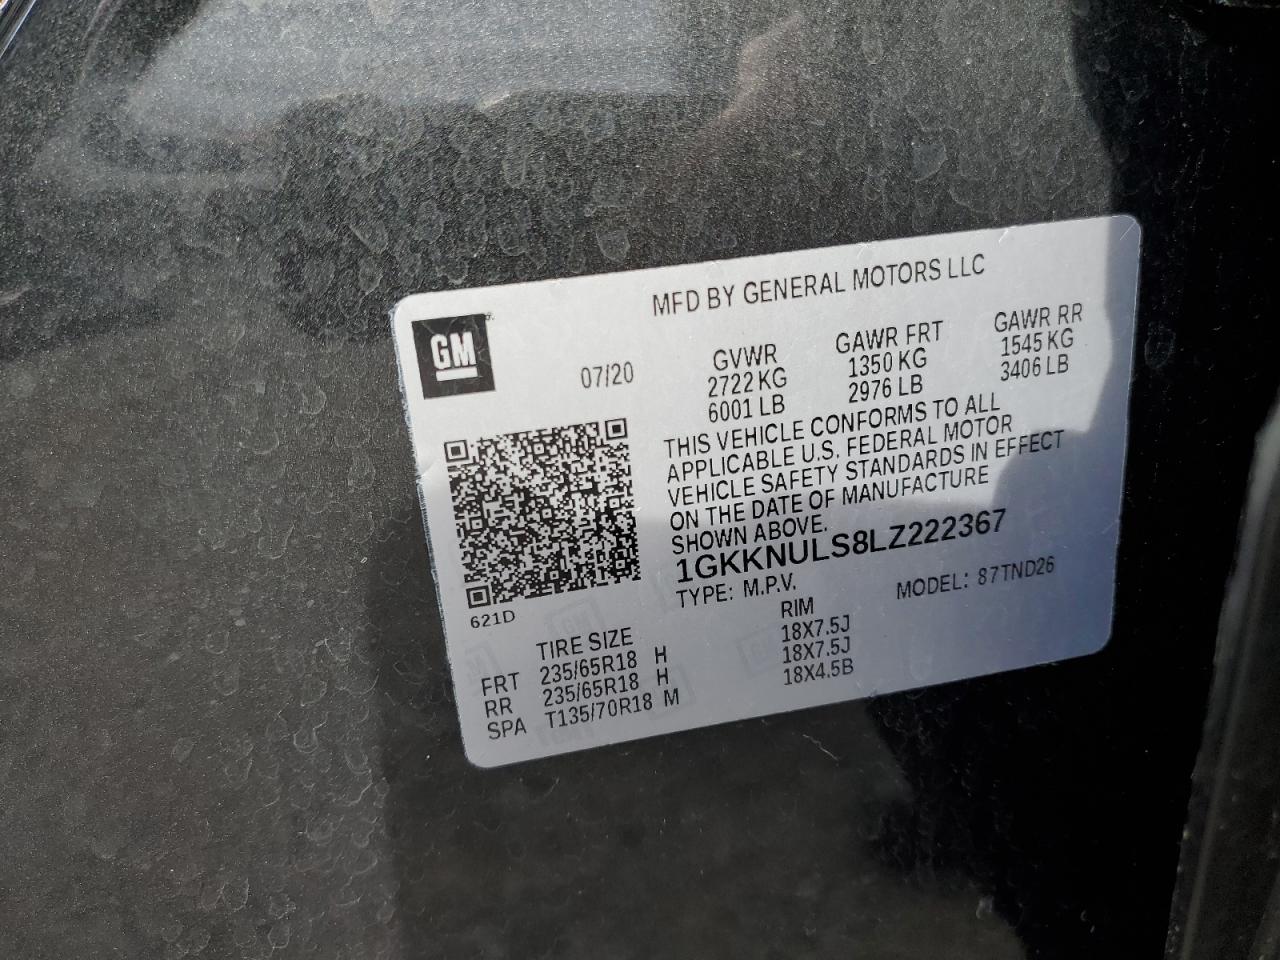 MFD BY GENERAL MOTORS LLC
GM
07/20
GVWR
2722 KG
6001 LB
GAWR FRT
1350 KG
2976 LB
GAWR RR
1545 KG
3406 LB
THIS VEHICLE CONFORMS TO ALL
APPLICABLE U.S. FEDERAL MOTOR
VEHICLE SAFETY STANDARDS IN EFFECT
ON THE DATE OF MANUFACTURE
SHOWN ABOVE.
1GKKNULS8LZ222367
TYPE: M.P.V. MODEL: 87TND26
621D
TIRE SIZE RIM
FRT 235/65R18 H 18X7.5J
RR 235/65R18 H 18X7.5J
SPA T135/70R18 M 18X4.5B